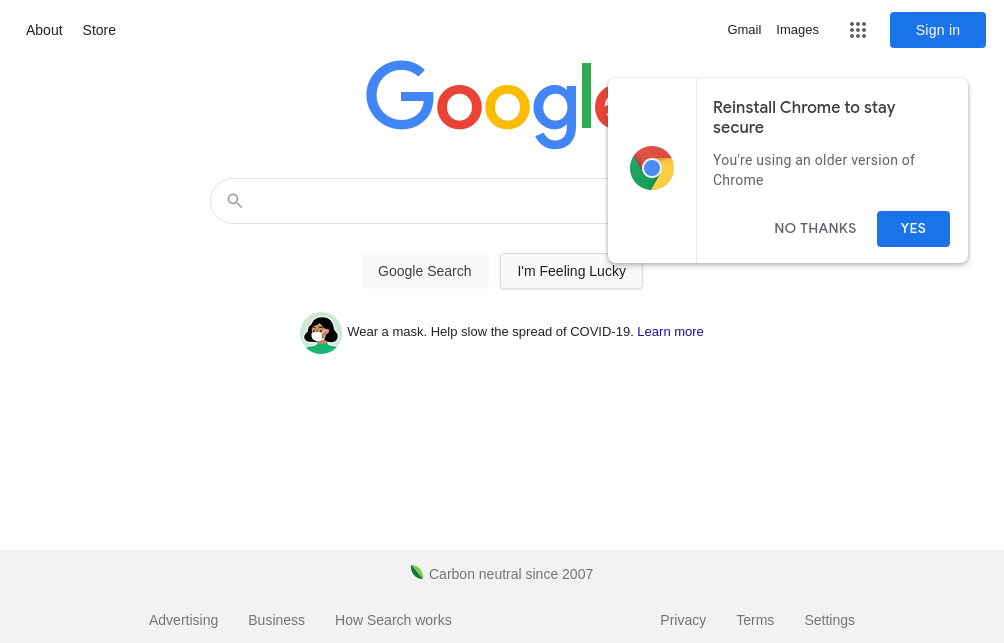 About Store Gmail Images Sign in
Google
Reinstall Chrome to stay
secure
You're using an older version of
Chrome
NO THANKS YES
Google Search I'm Feeling Lucky
Wear a mask. Help slow the spread of COVID-19. Learn more
Carbon neutral since 2007
Advertising Business How Search works Privacy Terms Settings